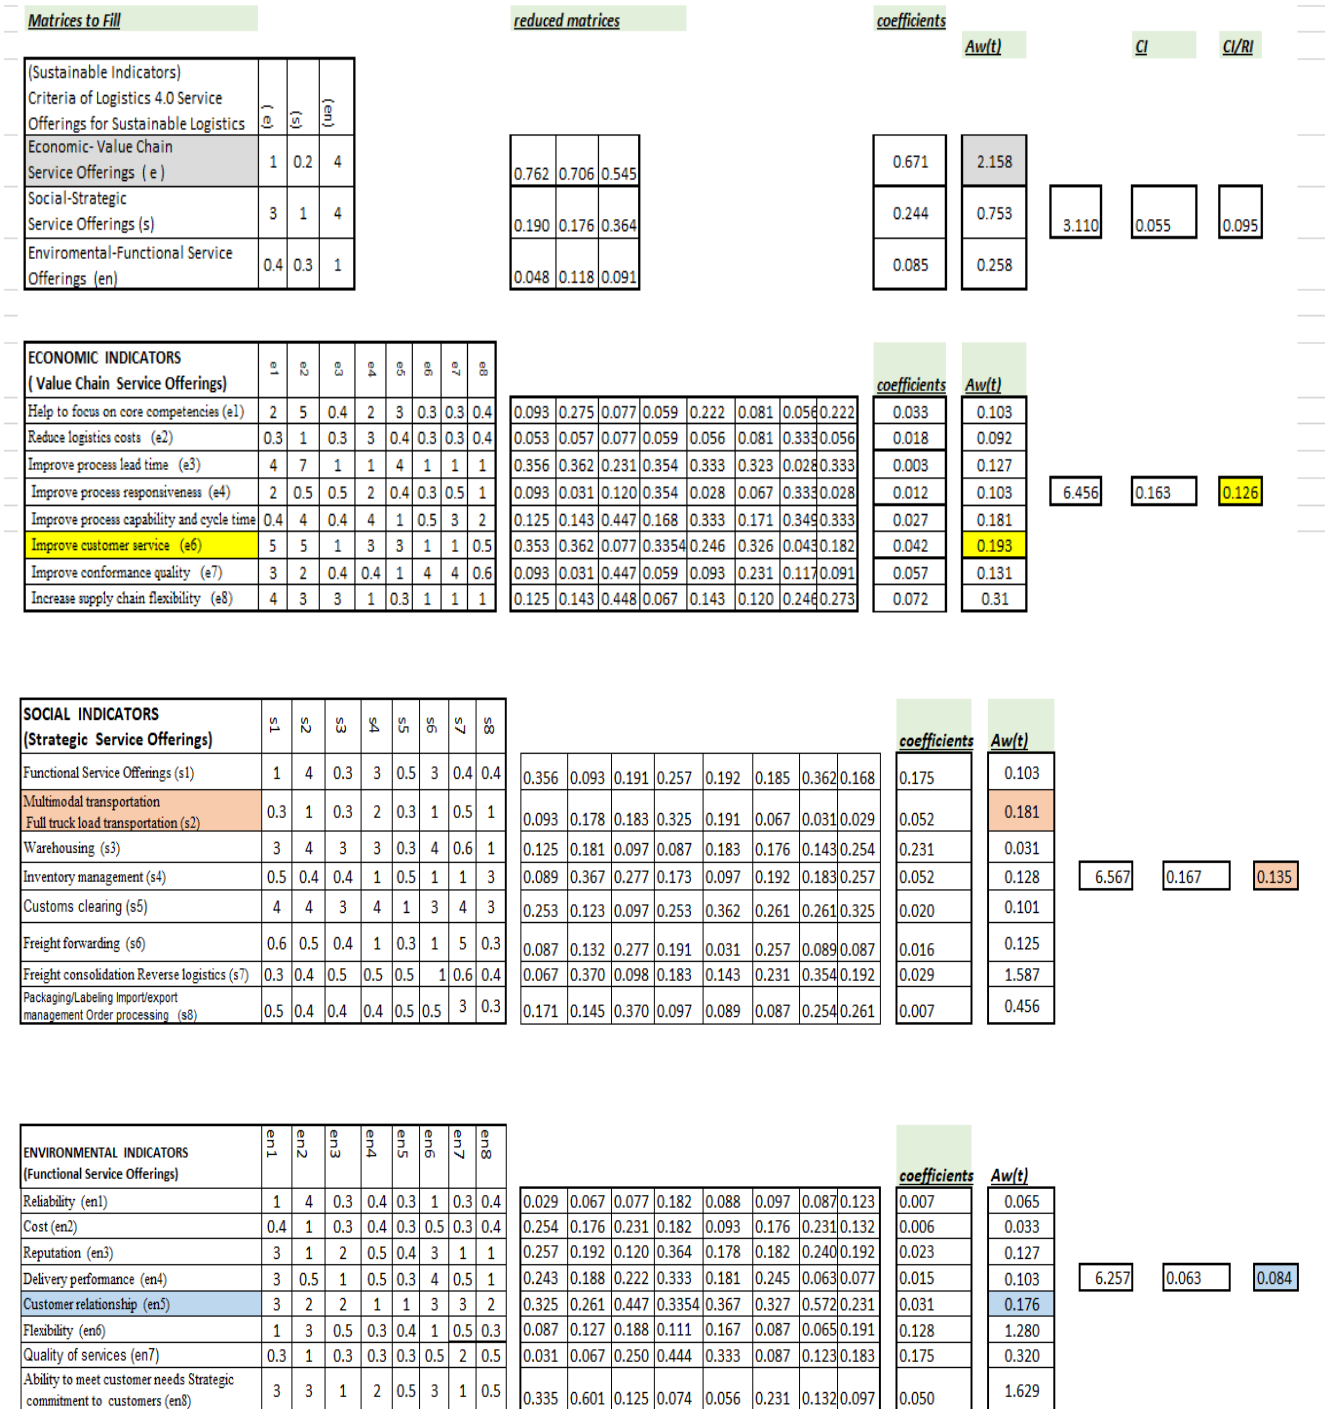 Matrices to Fill reduced matrices coefficients
Aw(t) CI CI/RI
(Sustainable Indicators)
Criteria of Logistics 4.0 Service
Offerings for Sustainable Logistics (e) (s) (en)
Economic- Value Chain
Service Offerings ( e ) 1 0.2 4 0.762 0.706 0.545 0.671 2.158
Social-Strategic
Service Offerings (s) 3 1 4 0.190 0.176 0.364 0.244 0.753 3.110 0.055 0.095
Enviromental-Functional Service
Offerings (en) 0.4 0.3 1 0.048 0.118 0.091 0.085 0.258
ECONOMIC INDICATORS e1 e2 e3 e4 e5 e6 e7 e8
( Value Chain Service Offerings) coefficients Aw(t)
Help to focus on core competencies (e1) 2 5 0.4 2 3 0.3 0.3 0.4 0.093 0.275 0.077 0.059 0.222 0.081 0.056 0.222 0.033 0.103
Reduce logistics costs (e2) 0.3 1 0.3 3 0.4 0.3 0.3 0.4 0.053 0.057 0.077 0.059 0.056 0.081 0.333 0.056 0.018 0.092
Improve process lead time (e3) 4 7 1 1 4 1 1 1 0.356 0.362 0.231 0.354 0.333 0.323 0.028 0.333 0.003 0.127
Improve process responsiveness (e4) 2 0.5 0.5 2 0.4 0.3 0.5 1 0.093 0.031 0.120 0.354 0.028 0.067 0.333 0.028 0.012 0.103 6.456 0.163 0.126
Improve process capability and cycle time 0.4 4 0.4 4 1 0.5 3 2 0.125 0.143 0.447 0.168 0.333 0.171 0.349 0.333 0.027 0.181
Improve customer service (e6) 5 5 1 3 3 1 1 0.5 0.353 0.362 0.077 0.3354 0.246 0.326 0.043 0.182 0.042 0.193
Improve conformance quality (e7) 3 2 0.4 0.4 1 4 4 0.6 0.093 0.031 0.447 0.059 0.093 0.231 0.117 0.091 0.057 0.131
Increase supply chain flexibility (e8) 4 3 3 1 0.3 1 1 1 0.125 0.143 0.448 0.067 0.143 0.120 0.246 0.273 0.072 0.31
SOCIAL INDICATORS s1 s2 s3 s4 s5 s6 s7 s8
(Strategic Service Offerings) coefficients Aw(t)
Functional Service Offerings (s1) 1 4 0.3 3 0.5 3 0.4 0.4 0.356 0.093 0.191 0.257 0.192 0.185 0.362 0.168 0.175 0.103
Multimodal transportation
Full truck load transportation (s2) 0.3 1 0.3 2 0.3 1 0.5 1 0.093 0.178 0.183 0.325 0.191 0.067 0.031 0.029 0.052 0.181
Warehousing (s3) 3 4 3 3 0.3 4 0.6 1 0.125 0.181 0.097 0.087 0.183 0.176 0.143 0.254 0.231 0.031
Inventory management (s4) 0.5 0.4 0.4 1 0.5 1 1 3 0.089 0.367 0.277 0.173 0.097 0.192 0.183 0.257 0.052 0.128 6.567 0.167 0.135
Customs clearing (s5) 4 4 3 4 1 3 4 3 0.253 0.123 0.097 0.253 0.362 0.261 0.261 0.325 0.020 0.101
Freight forwarding (s6) 0.6 0.5 0.4 1 0.3 1 5 0.3 0.087 0.132 0.277 0.191 0.031 0.257 0.089 0.087 0.016 0.125
Freight consolidation Reverse logistics (s7) 0.3 0.4 0.5 0.5 0.5 1 0.6 0.4 0.067 0.370 0.098 0.183 0.143 0.231 0.354 0.192 0.029 1.587
Packaging/Labeling Import/export
management Order processing (s8) 0.5 0.4 0.4 0.4 0.5 0.5 3 0.3 0.171 0.145 0.370 0.097 0.089 0.087 0.254 0.261 0.007 0.456
ENVIRONMENTAL INDICATORS en1 en2 en3 en4 en5 en6 en7 en8
(Functional Service Offerings) coefficients Aw(t)
Reliability (en1) 1 4 0.3 0.4 0.3 1 0.3 0.4 0.029 0.067 0.077 0.182 0.088 0.097 0.087 0.123 0.007 0.065
Cost (en2) 0.4 1 0.3 0.4 0.3 0.5 0.3 0.4 0.254 0.176 0.231 0.182 0.093 0.176 0.231 0.132 0.006 0.033
Reputation (en3) 3 1 2 0.5 0.4 3 1 1 0.257 0.192 0.120 0.364 0.178 0.182 0.240 0.192 0.023 0.127
Delivery performance (en4) 3 0.5 1 0.5 0.3 4 0.5 1 0.243 0.188 0.222 0.333 0.181 0.245 0.063 0.077 0.015 0.103 6.257 0.063 0.084
Customer relationship (en5) 3 2 2 1 1 3 3 2 0.325 0.261 0.447 0.3354 0.367 0.327 0.572 0.231 0.031 0.176
Flexibility (en6) 1 3 0.5 0.3 0.4 1 0.5 0.3 0.087 0.127 0.188 0.111 0.167 0.087 0.065 0.191 0.128 1.280
Quality of services (en7) 0.3 1 0.3 0.3 0.3 0.5 2 0.5 0.031 0.067 0.250 0.444 0.333 0.087 0.123 0.183 0.175 0.320
Ability to meet customer needs Strategic
commitment to customers (en8) 3 3 1 2 0.5 3 1 0.5 0.335 0.601 0.125 0.074 0.056 0.231 0.132 0.097 0.050 1.629